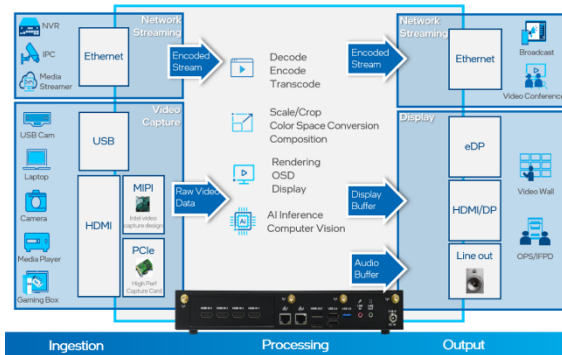 Network
Streaming
NVR
IPC
Media
Streamer
Ethernet
Encoded
Stream
Decode
Encode
Transcode
Encoded
Stream
Network
Streaming
Ethernet
Broadcast
Video Conference
Video
Capture
USB Cam
Laptop
Camera
Media Player
Gaming Box
USB
HDMI
MIPI
Intel video
capture design
PCIe
High Perf
Capture Card
Raw Video
Data
Scale/Crop
Color Space Conversion
Composition
Rendering
OSD
Display
AI
AI Inference
Computer Vision
Display
Buffer
Audio
Buffer
Display
eDP
HDMI/DP
Line out
Video Wall
OPS/IFPD
Ingestion
Processing
Output